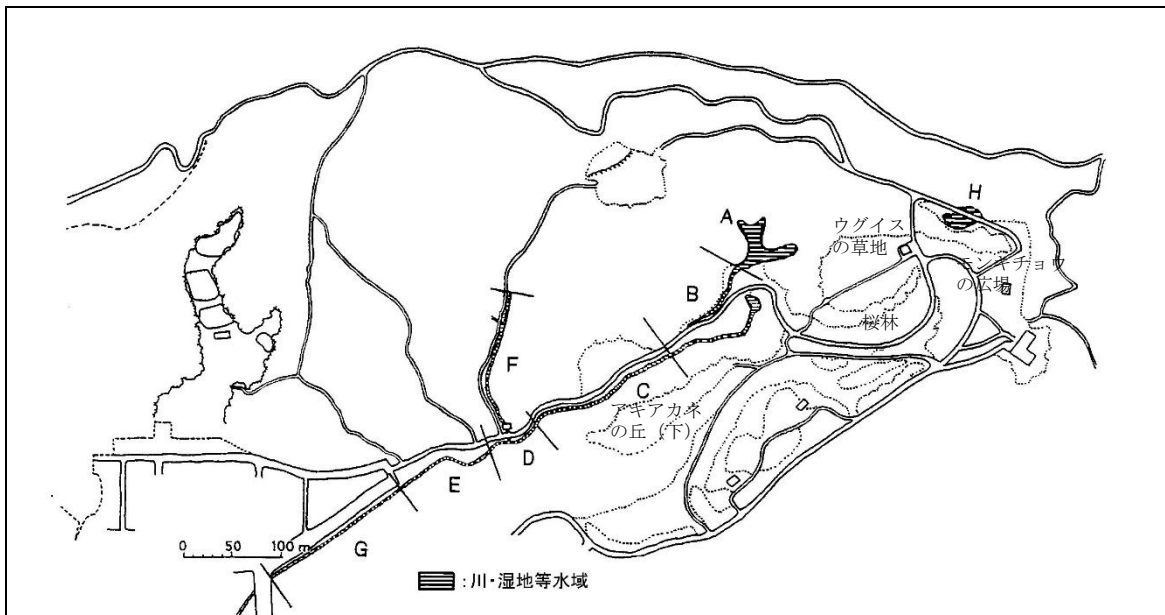 H
A
ウグイス
の草地
モンキチョウ
の広場
B
桜林
F
C
アキアカネ
の丘（下）
D
E
0 50 100 m
G
:川・湿地等水域